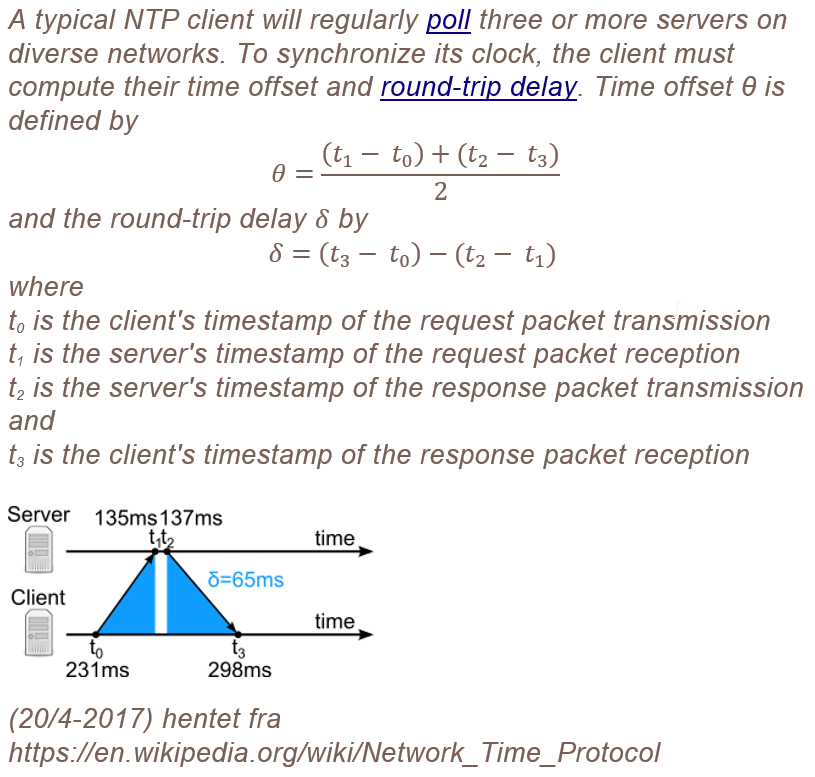 A typical NTP client will regularly poll three or more servers on
diverse networks. To synchronize its clock, the client must
compute their time offset and round-trip delay. Time offset θ is
defined by
θ = (t₁ − t₀) + (t₂ − t₃) / 2
and the round-trip delay δ by
δ = (t₃ − t₀) − (t₂ − t₁)
where
t₀ is the client's timestamp of the request packet transmission
t₁ is the server's timestamp of the request packet reception
t₂ is the server's timestamp of the response packet transmission
and
t₃ is the client's timestamp of the response packet reception
Server 135ms 137ms
t₁ t₂ time
δ=65ms
Client
time
t₀ t₃
231ms 298ms
(20/4-2017) hentet fra
https://en.wikipedia.org/wiki/Network_Time_Protocol